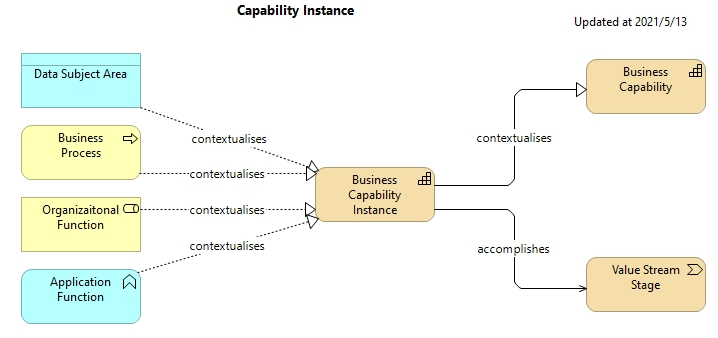 Capability Instance
Updated at 2021/5/13
Data Subject Area
Business
Process
Organizaitonal
Function
Application
Function
contextualises
contextualises
contextualises
contextualises
Business
Capability
Instance
contextualises
accomplishes
Business
Capability
Value Stream
Stage